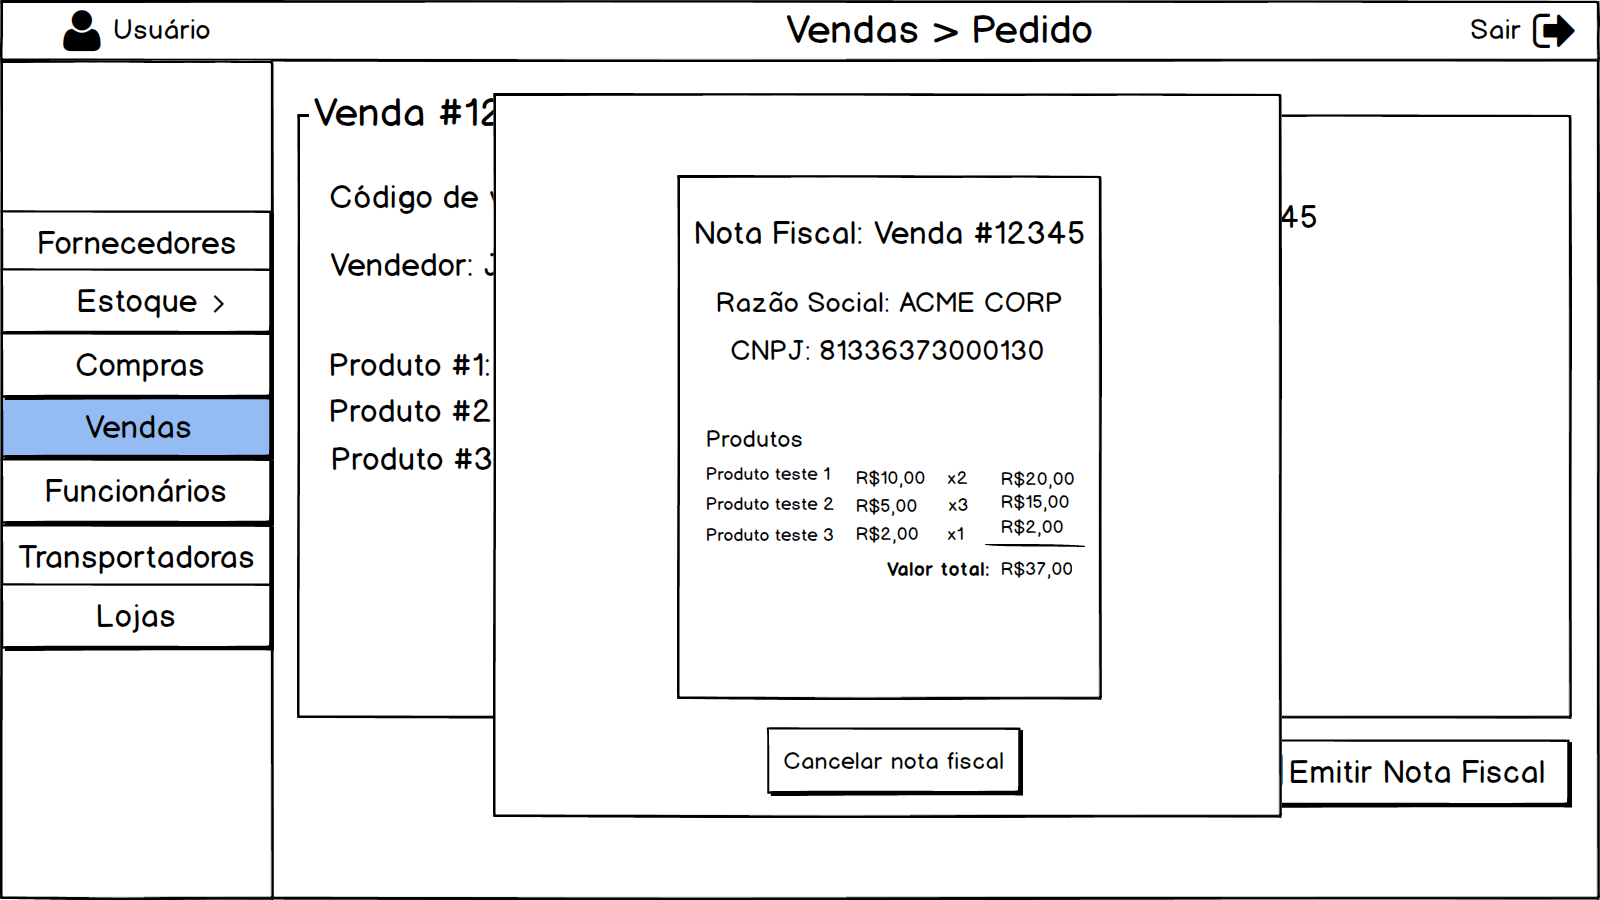 Usuário
Vendas > Pedido
Sair
Fornecedores
Estoque >
Compras
Vendas
Funcionários
Transportadoras
Lojas
Venda #12
Código de
Vendedor:
Produto #1:
Produto #2
Produto #3
45
Nota Fiscal: Venda #12345
Razão Social: ACME CORP
CNPJ: 81336373000130
Produtos
Produto teste 1 R$10,00 x2 R$20,00
Produto teste 2 R$5,00 x3 R$15,00
Produto teste 3 R$2,00 x1 R$2,00
Valor total: R$37,00
Cancelar nota fiscal
Emitir Nota Fiscal